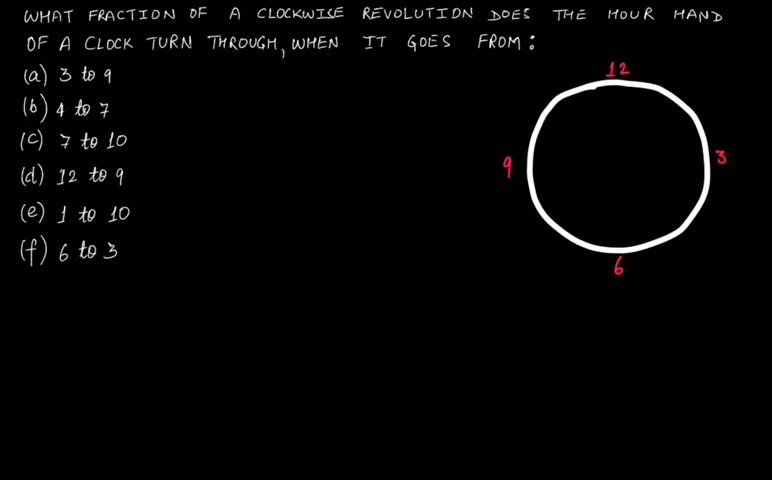 WHAT FRACTION OF A CLOCKWISE REVOLUTION DOES THE HOUR HAND
OF A CLOCK TURN THROUGH, WHEN IT GOES FROM:
(a) 3 to 9
(b) 4 to 7
(c) 7 to 10
(d) 12 to 9
(e) 1 to 10
(f) 6 to 3
12
9
3
6